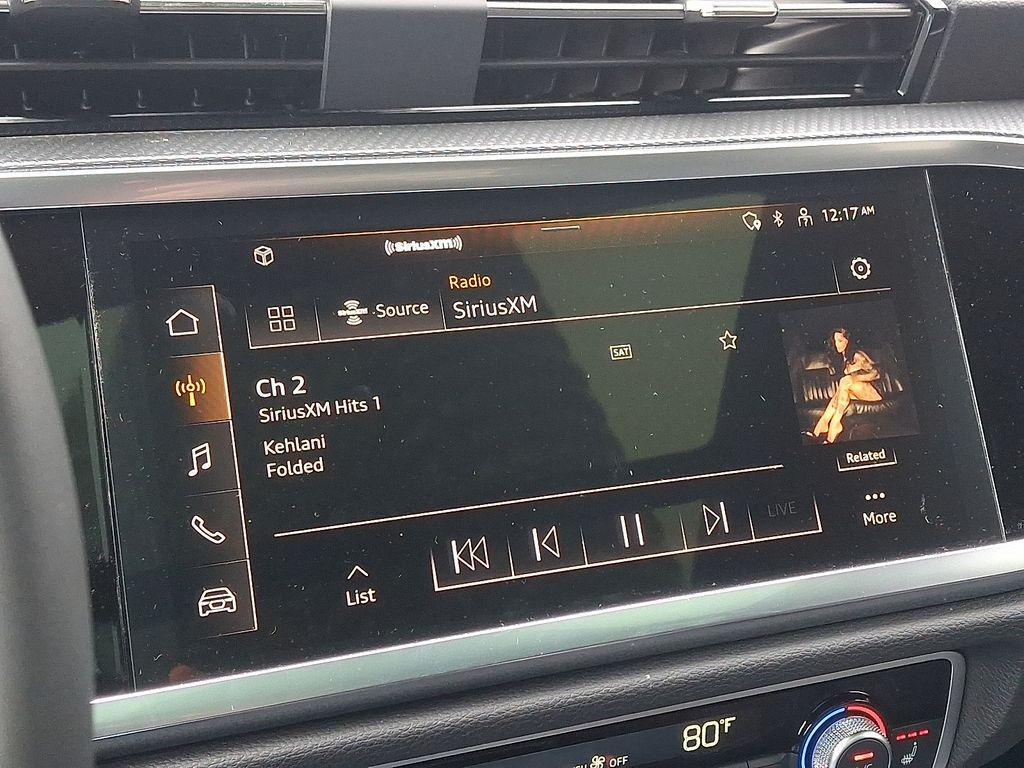 12:17 AM
((SiriusXM))
Radio
Source
SiriusXM
SAT
Ch 2
SiriusXM Hits 1
Kehlani
Folded
Related
LIVE
More
List
80°F
OFF